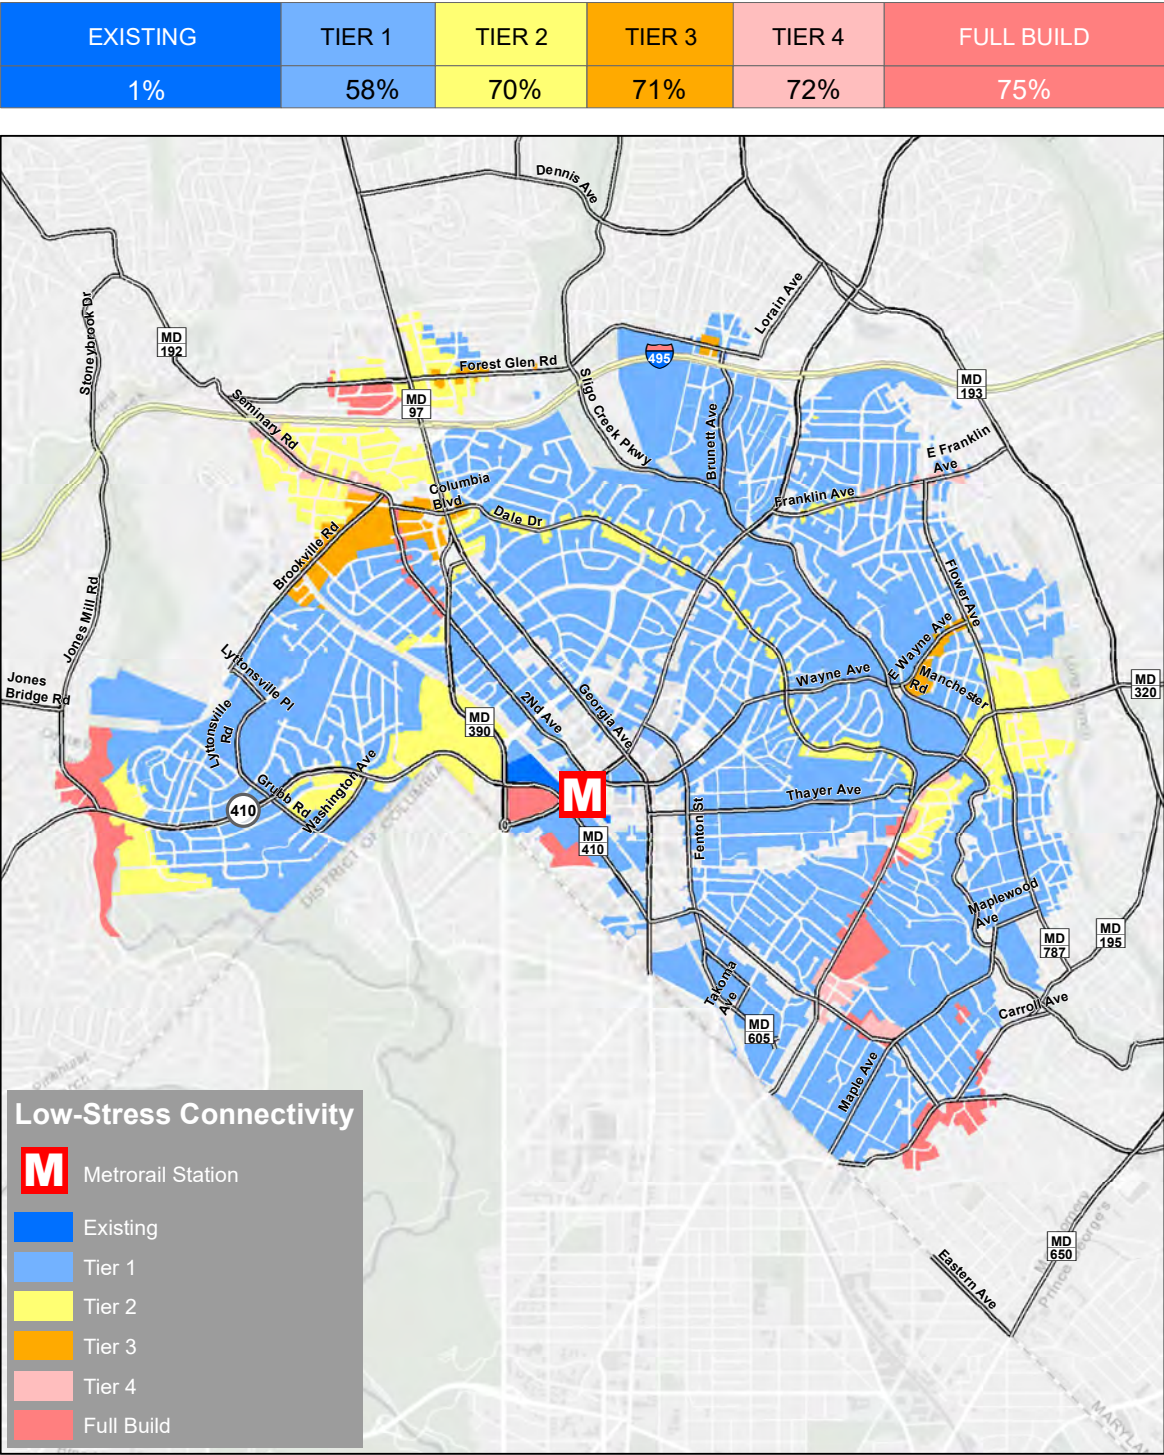 EXISTING TIER 1 TIER 2 TIER 3 TIER 4 FULL BUILD
1% 58% 70% 71% 72% 75%
Dennis Ave
Lorain Ave
Stoneybrook Dr
MD
192
Forest Glen Rd
495
MD
193
MD
97
Seminary Rd
Sligo Creek Pkwy
Brunett Ave
E Franklin
Ave
Columbia
Blvd
Franklin Ave
Dale Dr
Brookville Rd
Flower Ave
Jones Mill Rd
E Wayne Ave
Lyttonsville Pl
Wayne Ave
Manchester
Rd
Jones
Bridge Rd
MD
320
2Nd Ave
Georgia Ave
MD
390
Lyttonsville
Rd
Grubb Rd
Washington Ave
410
M
Thayer Ave
Fenton St
MD
410
DISTRICT OF COLUMBIA
Maplewood
Ave
MD
787
MD
195
Takoma
Ave
Carroll Ave
MD
605
Maple Ave
Low-Stress Connectivity
M Metrorail Station
Existing
Tier 1
Tier 2
Tier 3
Tier 4
Full Build
MD
650
Prince George's
Eastern Ave